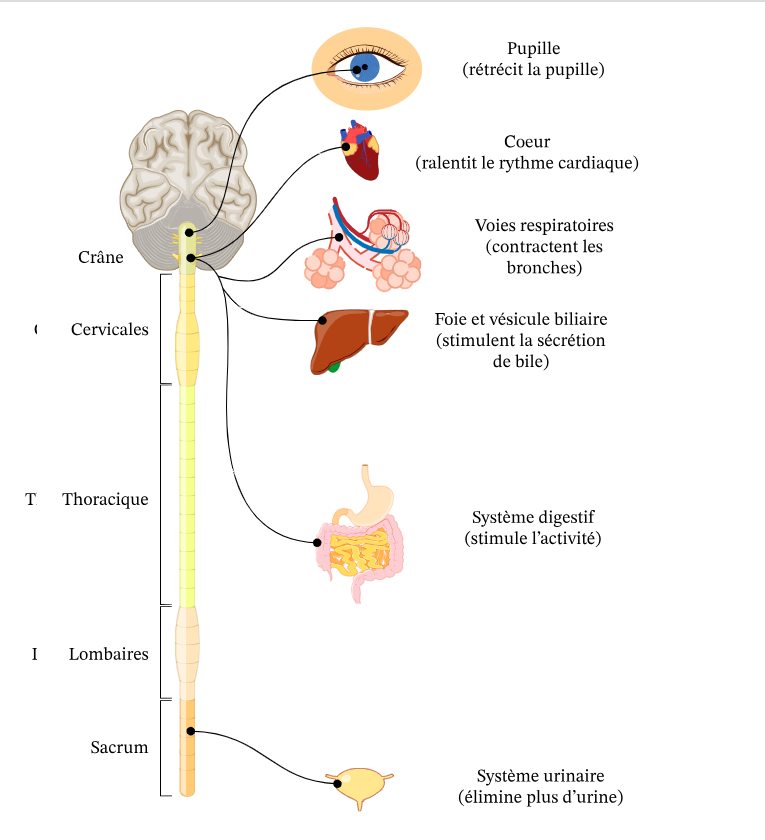 Pupille
(rétrécit la pupille)
Coeur
(ralentit le rythme cardiaque)
Voies respiratoires
(contractent les
bronches)
Crâne
Foie et vésicule biliaire
(stimulent la sécrétion
de bile)
Cervicales
T Thoracique
Système digestif
(stimule l’activité)
Lombaires
Sacrum
Système urinaire
(élimine plus d’urine)